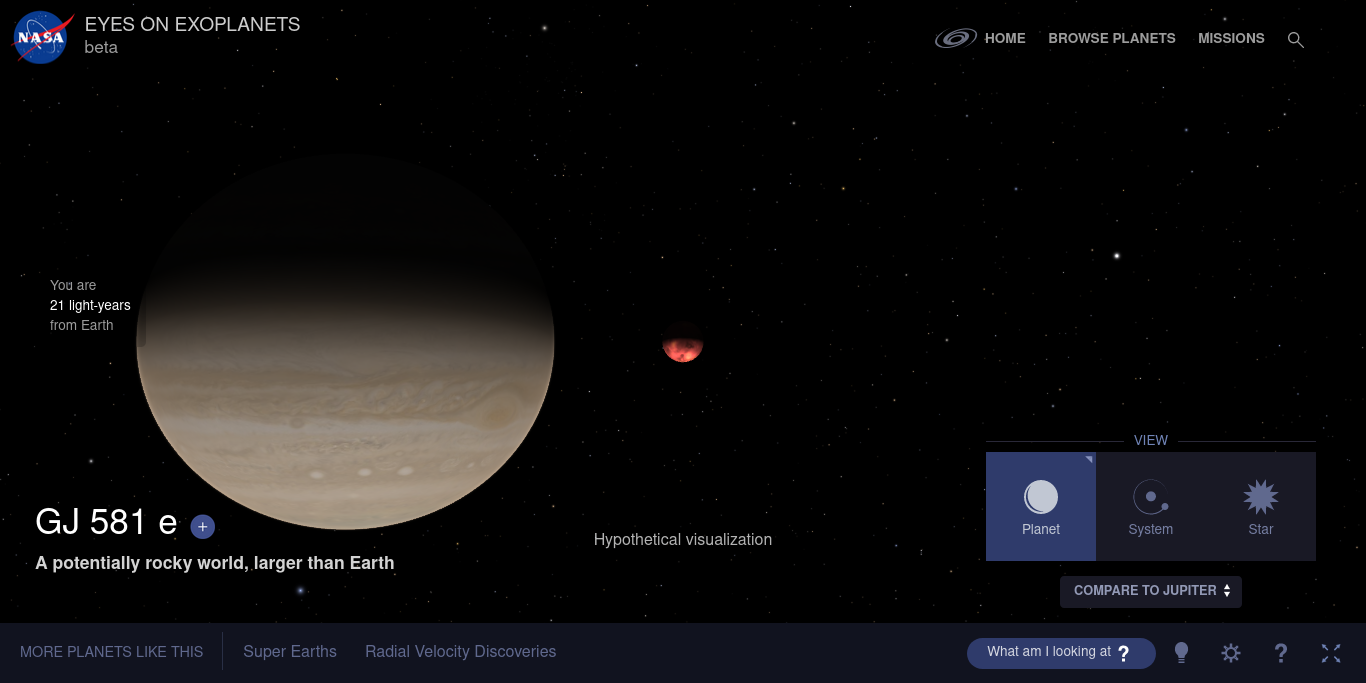 NASA
EYES ON EXOPLANETS
beta
HOME
BROWSE PLANETS
MISSIONS
You are
21 light-years
from Earth
VIEW
Planet
System
Star
GJ 581 e +
A potentially rocky world, larger than Earth
Hypothetical visualization
COMPARE TO JUPITER
MORE PLANETS LIKE THIS
Super Earths
Radial Velocity Discoveries
What am I looking at ?
?